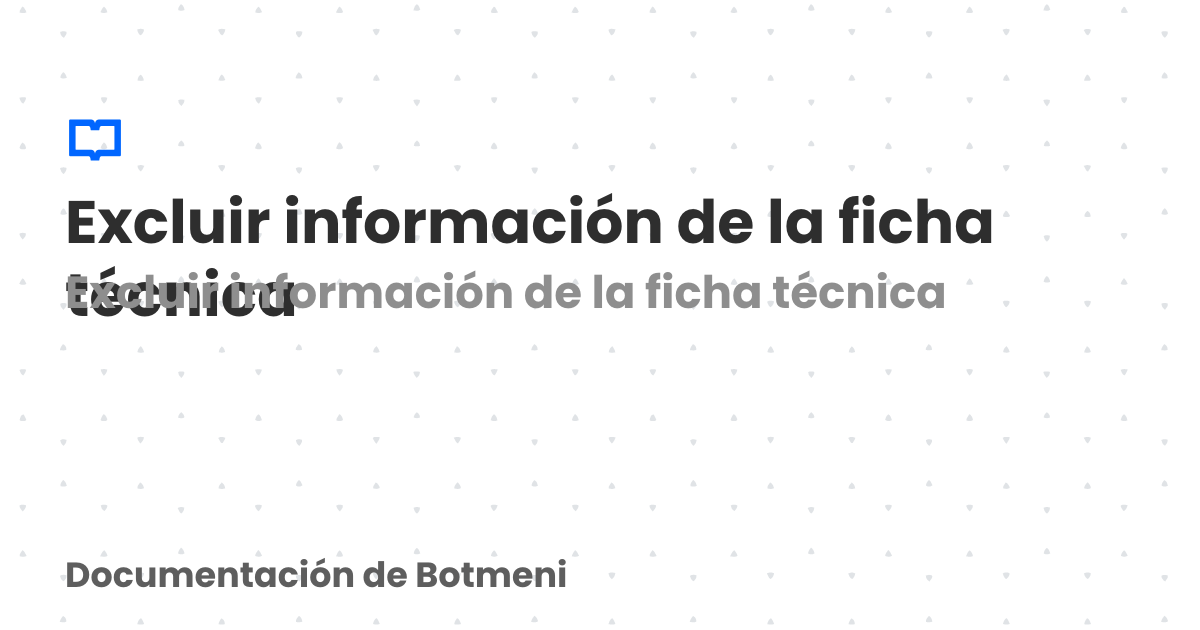 Excluir información de la ficha
técnica
Excluir información de la ficha técnica
Documentación de Botmeni